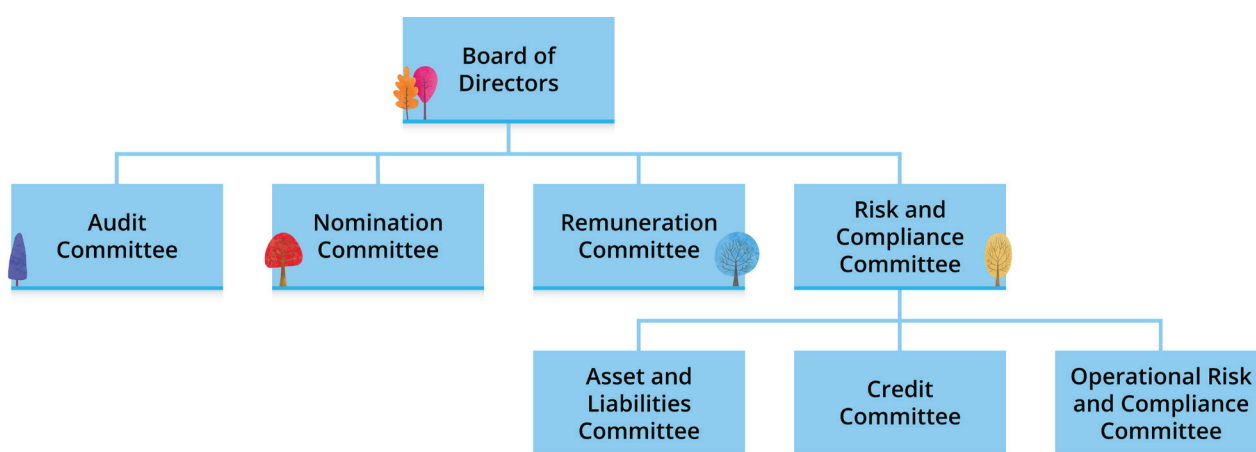 Board of
Directors
Audit
Committee
Nomination
Committee
Remuneration
Committee
Risk and
Compliance
Committee
Asset and
Liabilities
Committee
Credit
Committee
Operational Risk
and Compliance
Committee